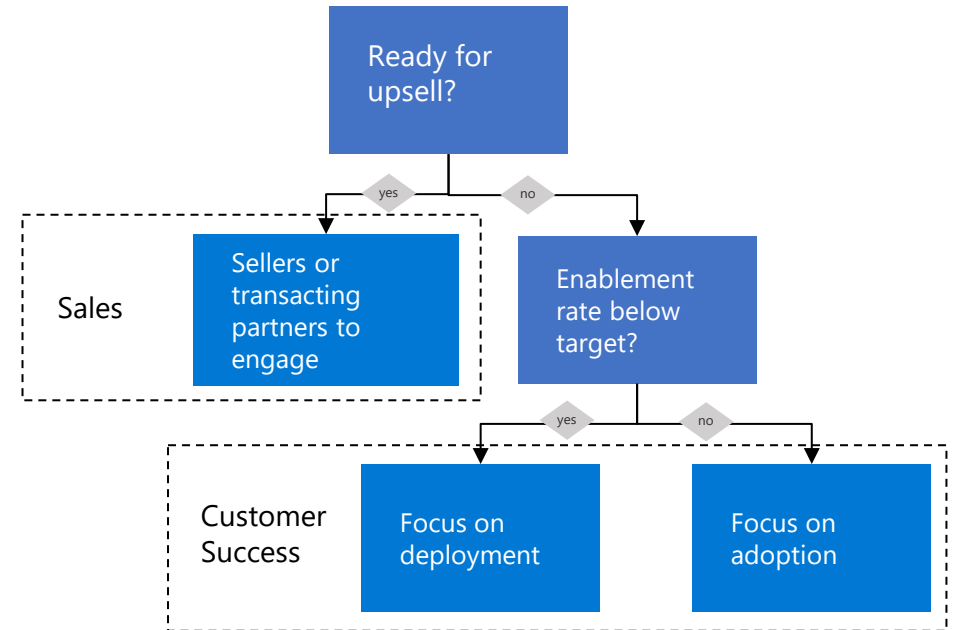 Ready for
upsell?
yes
no
Sales
Sellers or
transacting
partners to
engage
Enablement
rate below
target?
yes
no
Customer
Success
Focus on
deployment
Focus on
adoption